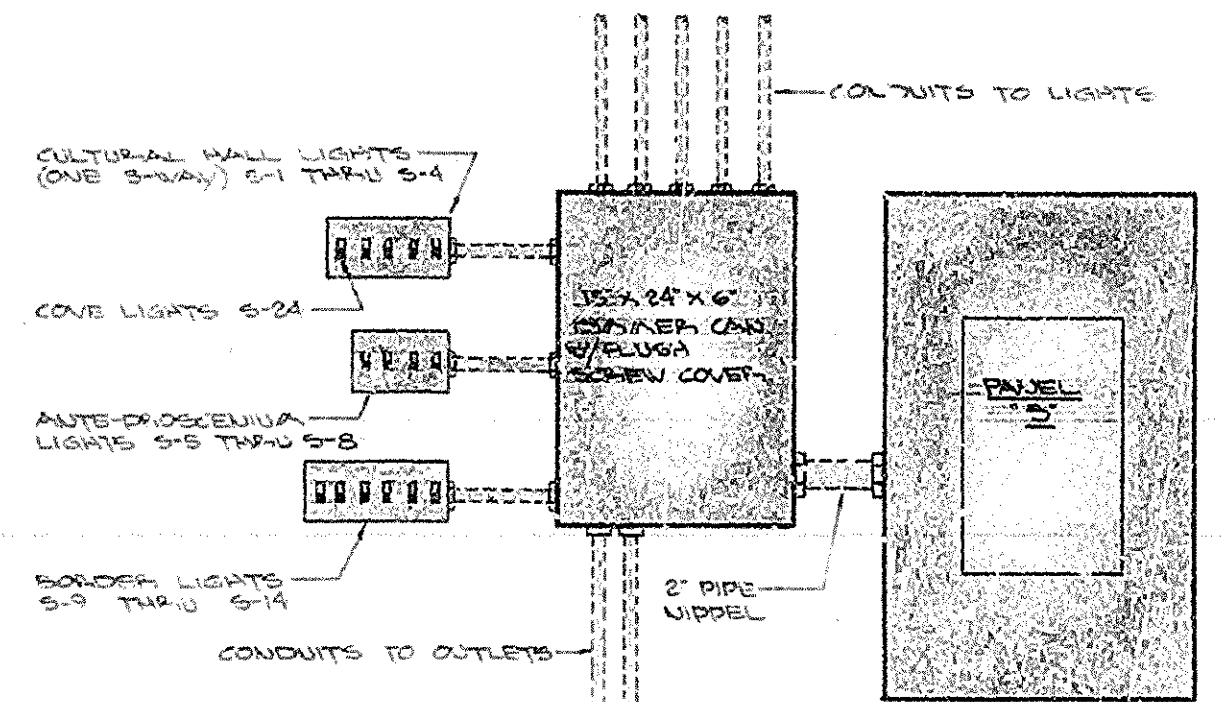 CONDUITS TO LIGHTS
CULTURAL HALL LIGHTS
(ONE 3-WAY) S-1 THRU S-4
COVE LIGHTS S-24
15" X 24" X 6"
CAN
W/FLUSH
SCREW COVER
PANEL
"S"
ANTE-PROSCENIUM
LIGHTS S-5 THRU S-8
BORDER LIGHTS
S-9 THRU S-14
2" PIPE
NIPPEL
CONDUITS TO OUTLETS